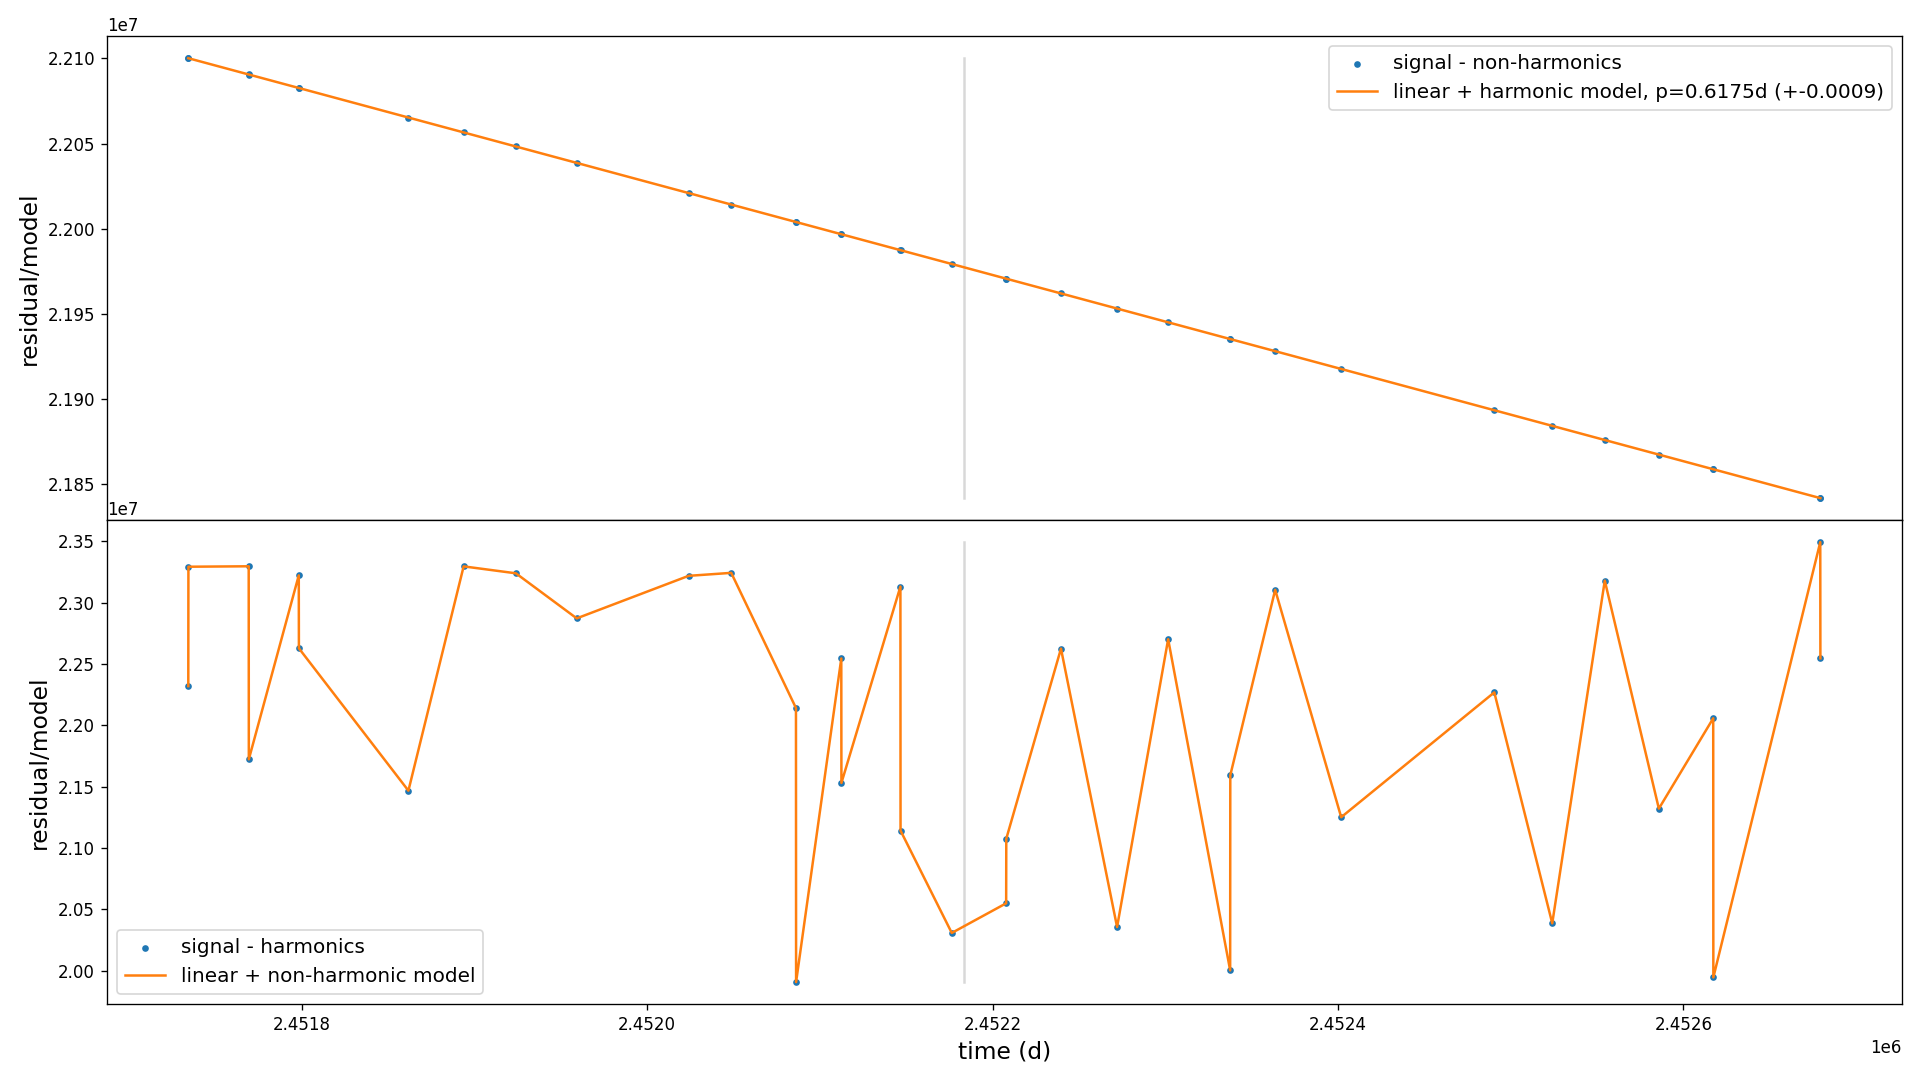 1e7
2.210
2.205
2.200
2.195
2.190
2.185
residual/model
signal - non-harmonics
linear + harmonic model, p=0.6175d (+-0.0009)
1e7
2.35
2.30
2.25
2.20
2.15
2.10
2.05
2.00
residual/model
signal - harmonics
linear + non-harmonic model
2.4518 2.4520 2.4522 2.4524 2.4526
time (d)
1e6